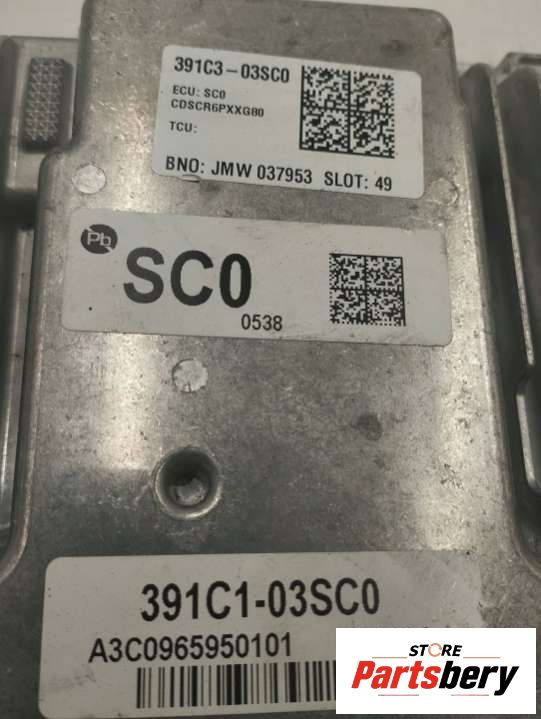 391C3-03SC0
ECU: SC0
CDSCR6PXXG80
TCU:
BNO: JMW 037953 SLOT: 49
Pb
SC0
0538
391C1-03SC0
A3C0965950101
STORE
Partsbery